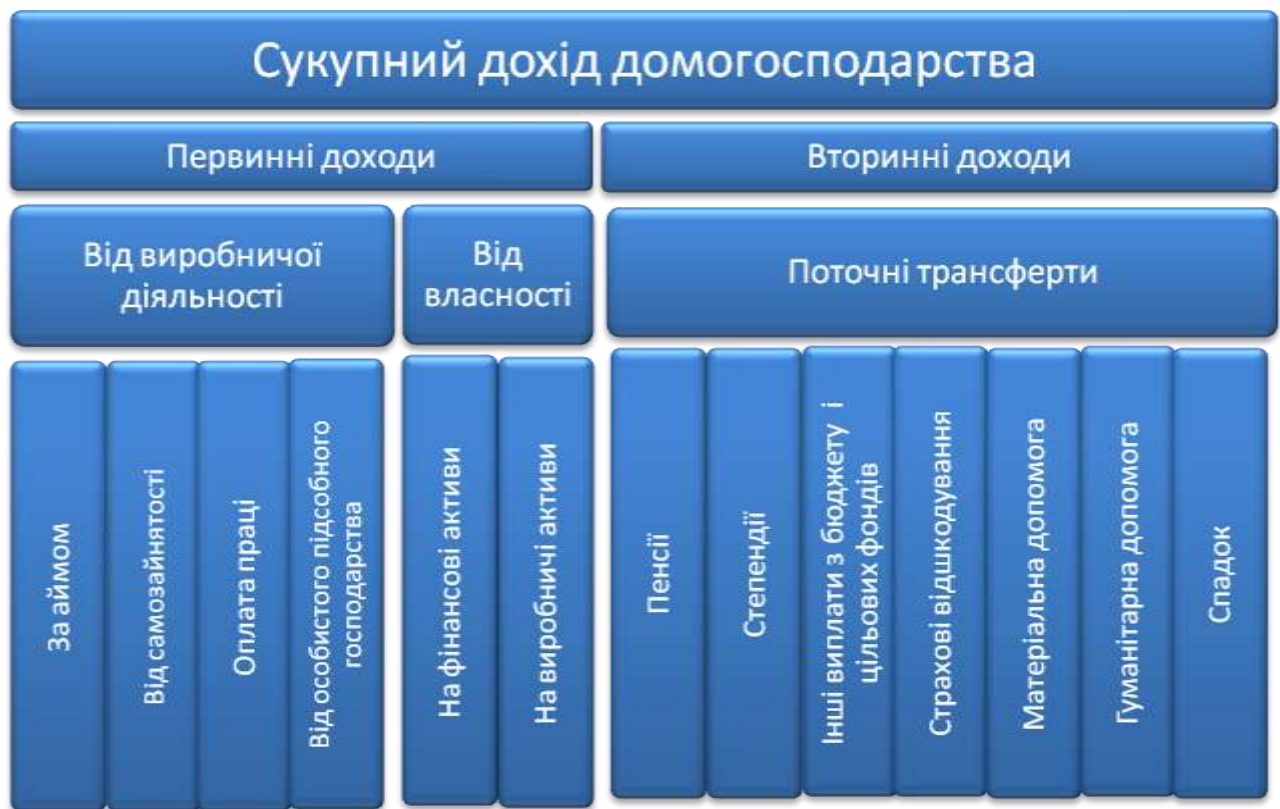 Сукупний дохід домогосподарства
Первинні доходи
Вторинні доходи
Від виробничої
діяльності
Від
власності
Поточні трансферти
За аймом
Від самозайнятості
Оплата праці
Від особистого підсобного
господарства
На фінансові активи
На виробничі активи
Пенсії
Степендії
Інші виплати з бюджету і
цільових фондів
Страхові відшкодування
Матеріальна допомога
Гуманітарна допомога
Спадок